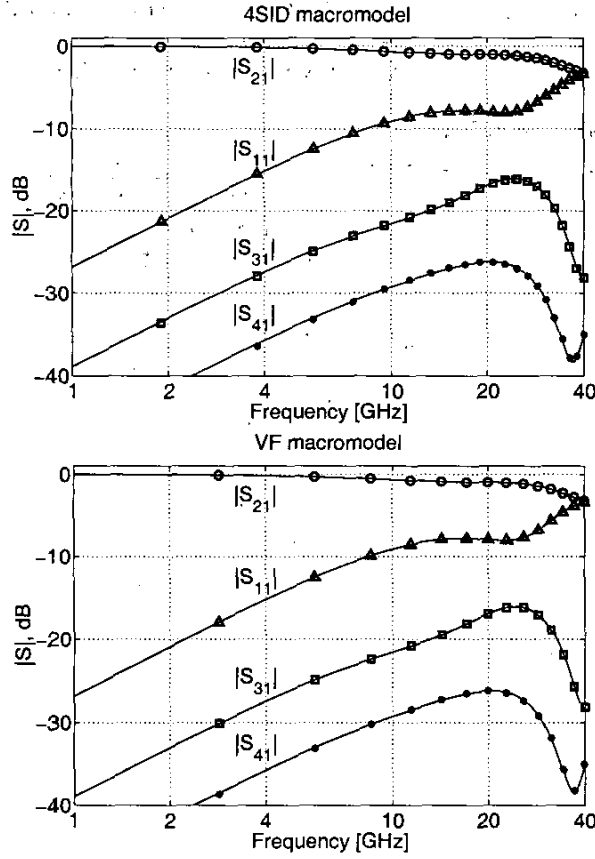 4SID macromodel
0
-10
-20
-30
-40
|S|, dB
|S21|
|S11|
|S31|
|S41|
1 2 4 10 20 40
Frequency [GHz]
VF macromodel
0
-10
-20
-30
-40
|S|, dB
|S21|
|S11|
|S31|
|S41|
1 2 4 10 20 40
Frequency [GHz]